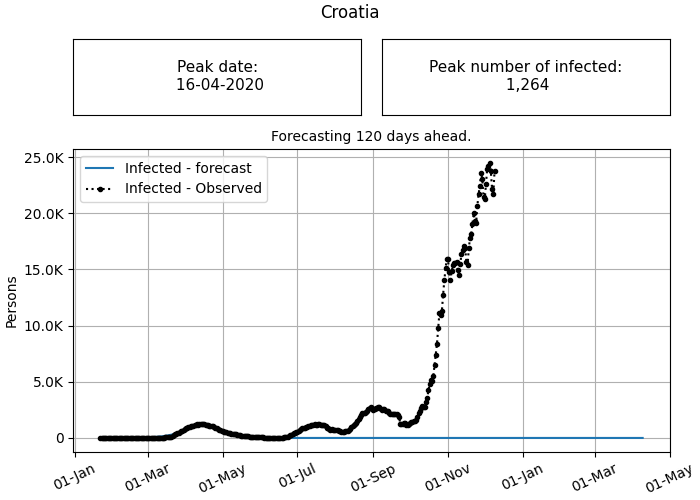 Croatia
Peak date:
16-04-2020
Peak number of infected:
1,264
Forecasting 120 days ahead.
25.0K
20.0K
15.0K
10.0K
5.0K
0
Persons
Infected - forecast
Infected - Observed
01-Jan
01-Mar
01-May
01-Jul
01-Sep
01-Nov
01-Jan
01-Mar
01-May